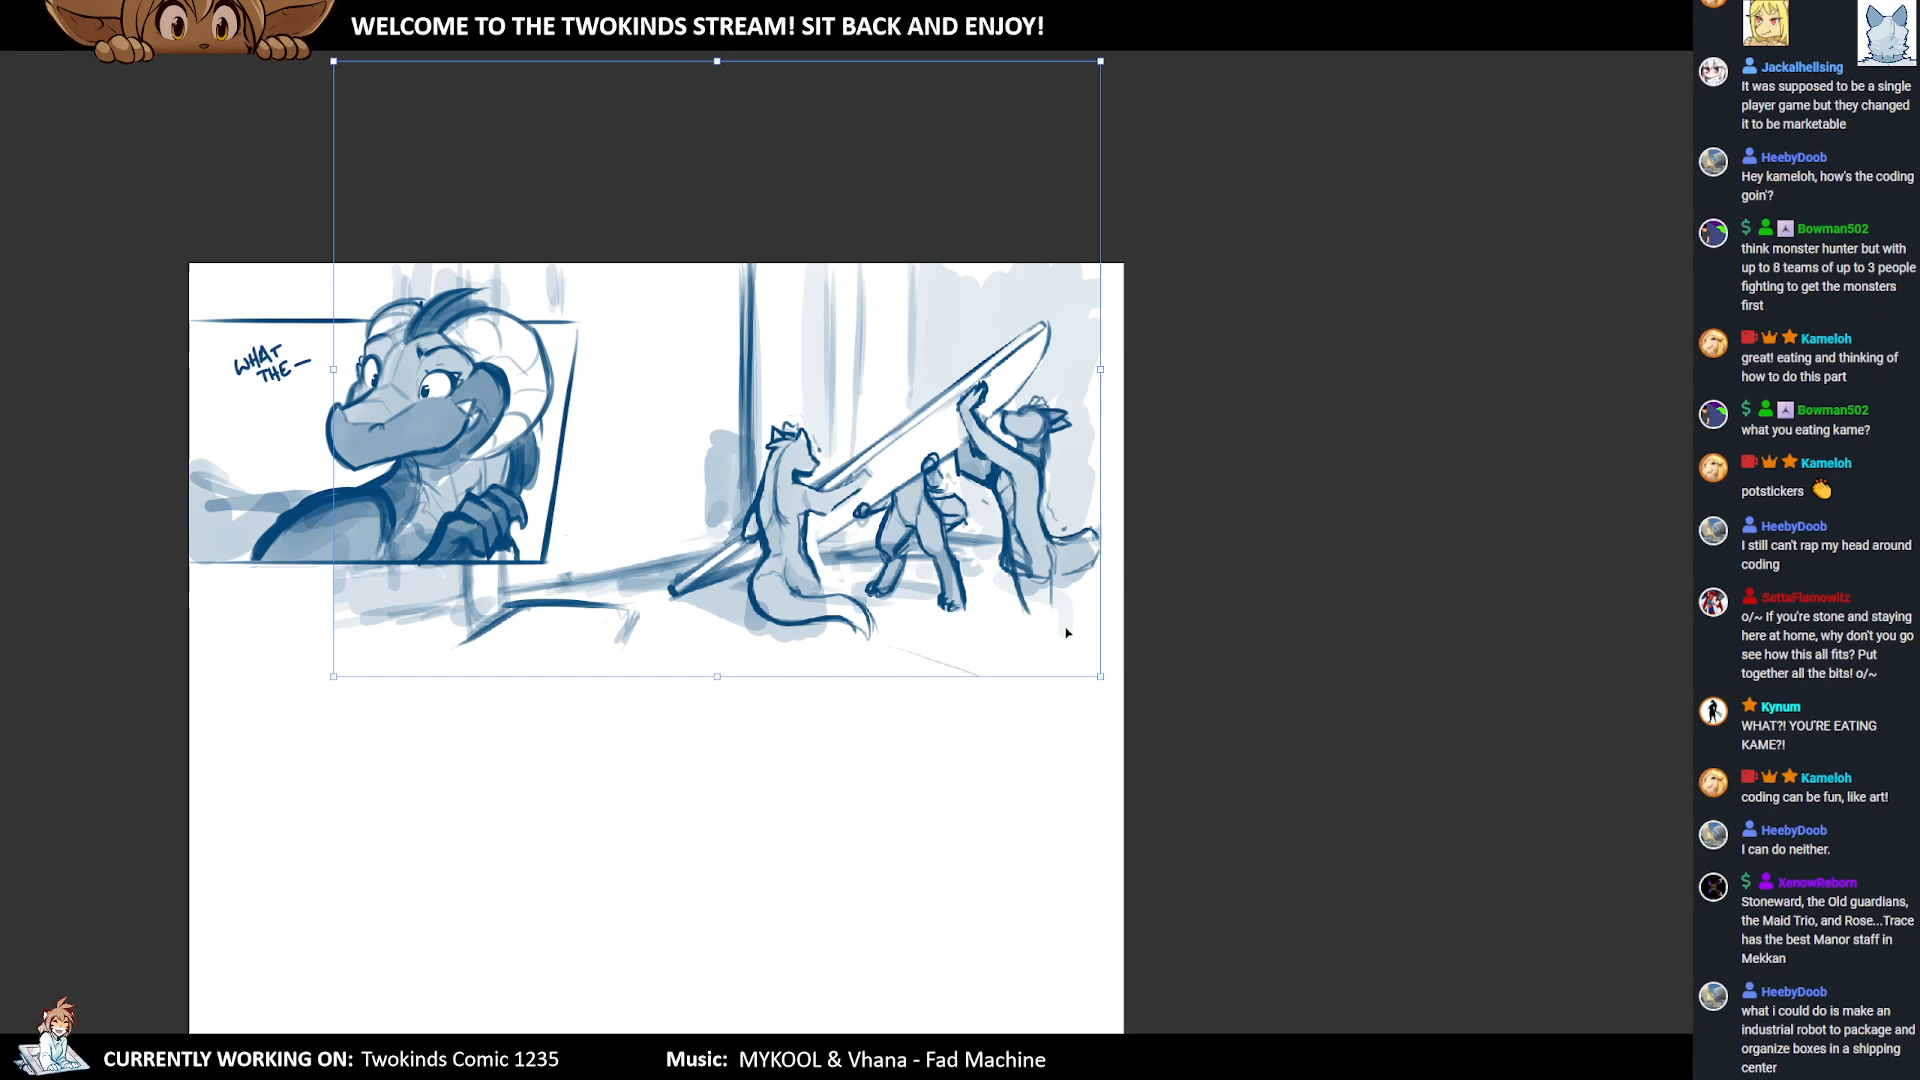 WELCOME TO THE TWOKINDS STREAM! SIT BACK AND ENJOY!
WHAT
THE—
CURRENTLY WORKING ON: Twokinds Comic 1235
Music: MYKOOL & Vhana - Fad Machine
Jackalhellsing
It was supposed to be a single
player game but they changed
it to be marketable
HeebyDoob
Hey kameloh, how's the coding
goin'?
Bowman502
think monster hunter but with
up to 8 teams of up to 3 people
fighting to get the monsters
first
Kameloh
great! eating and thinking of
how to do this part
Bowman502
what you eating kame?
Kameloh
potstickers
HeebyDoob
I still can't rap my head around
coding
SettaFlamowitz
o/~ If you're stone and staying
here at home, why don't you go
see how this all fits? Put
together all the bits! o/~
Kynum
WHAT?! YOU'RE EATING
KAME?!
Kameloh
coding can be fun, like art!
HeebyDoob
I can do neither.
XenowReborn
Stoneward, the Old guardians,
the Maid Trio, and Rose...Trace
has the best Manor staff in
Mekkan
HeebyDoob
what i could do is make an
industrial robot to package and
organize boxes in a shipping
center